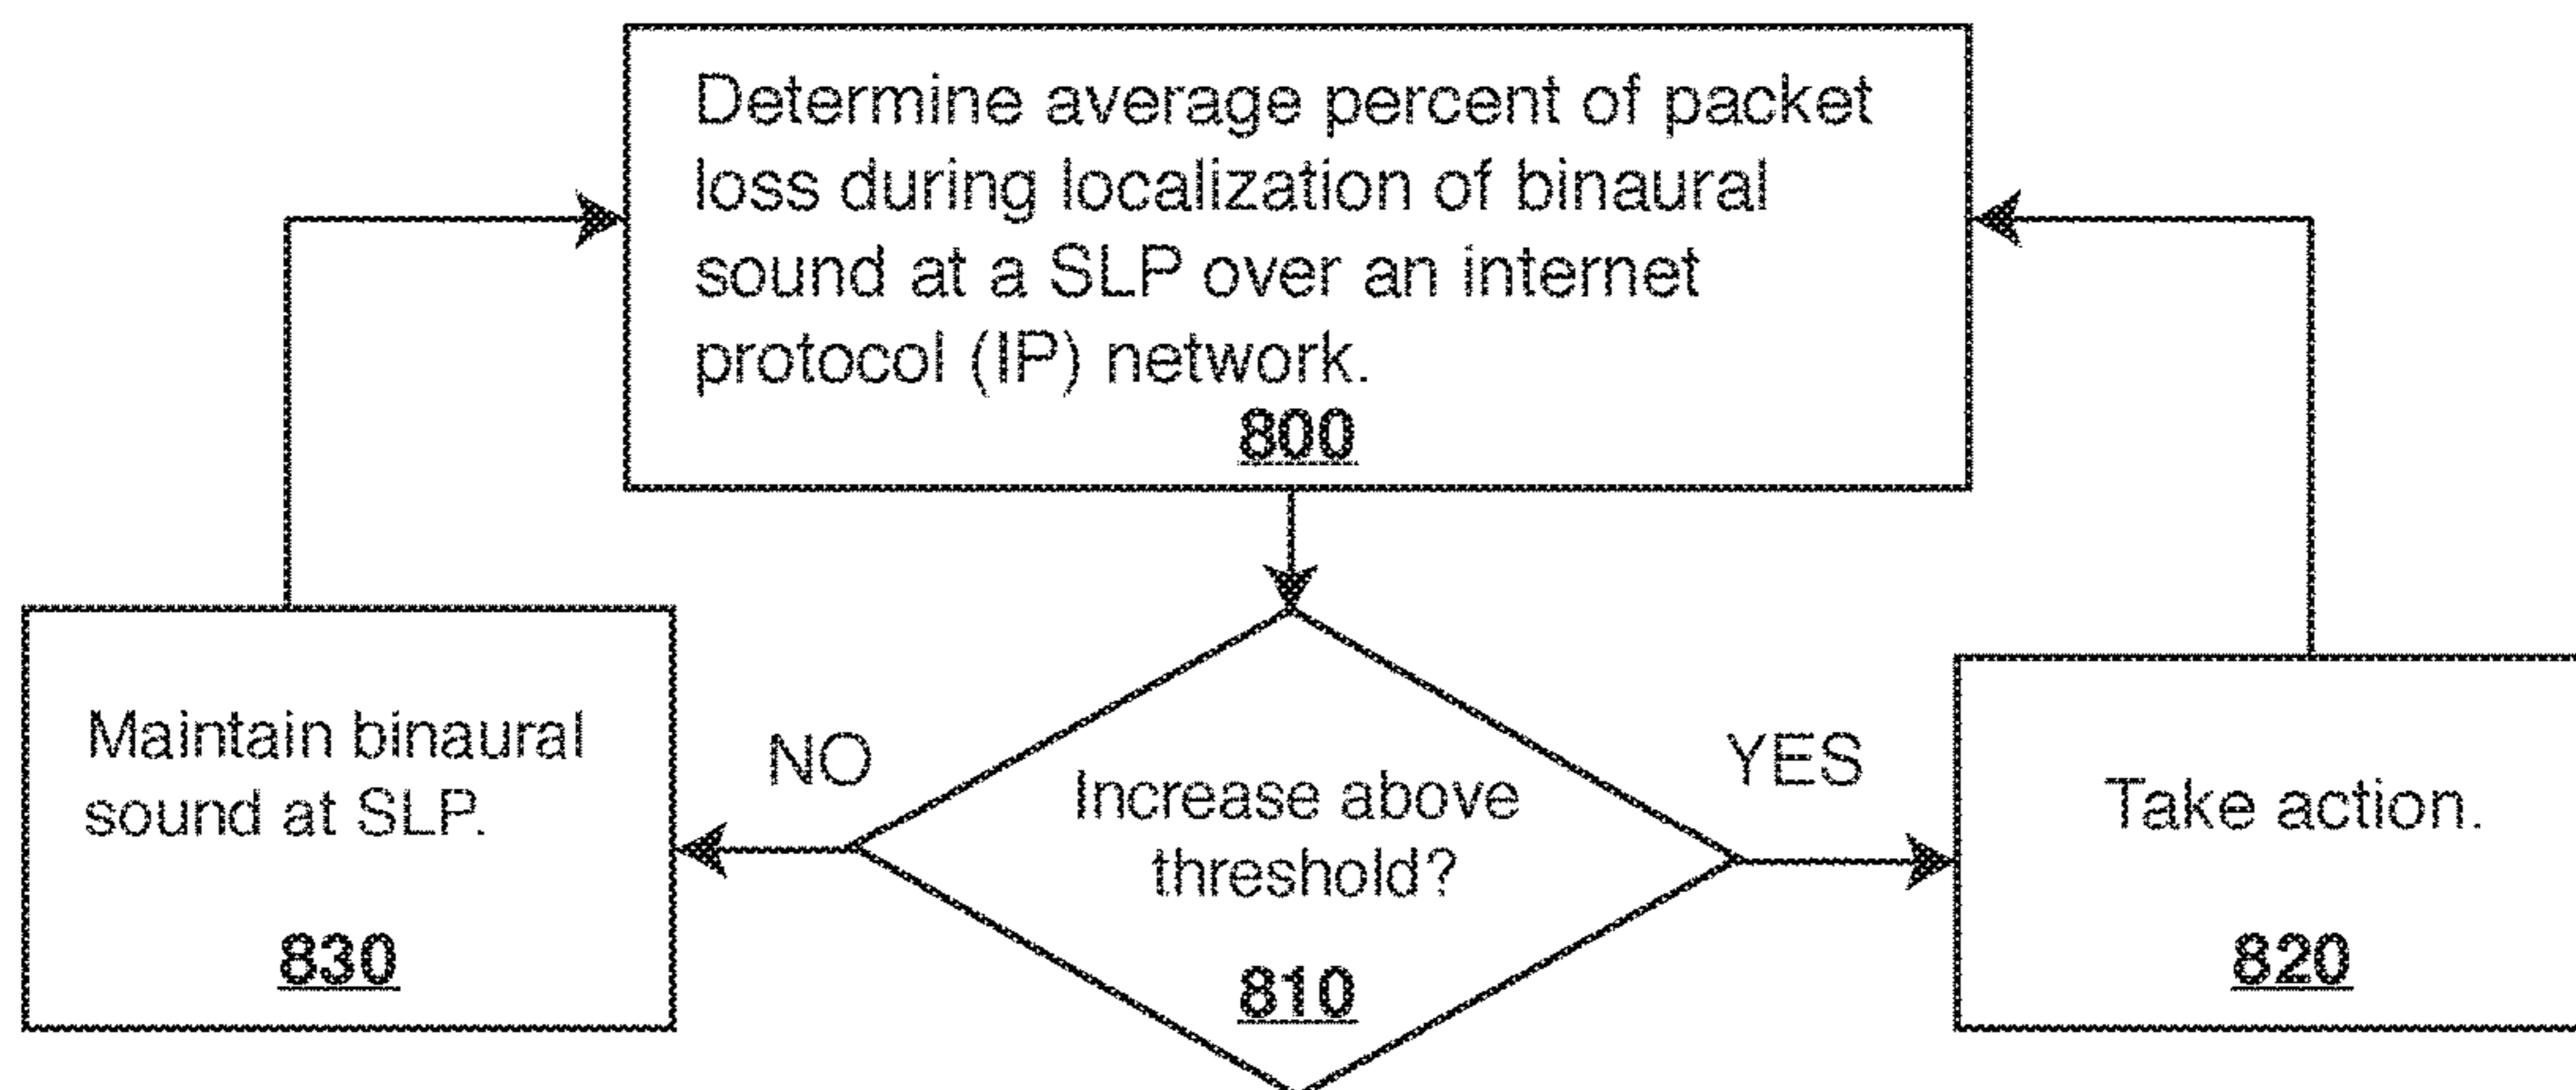 Determine average percent of packet
loss during localization of binaural
sound at a SLP over an internet
protocol (IP) network.
800
Maintain binaural
sound at SLP.
830
NO
Increase above
threshold?
810
YES
Take action.
820